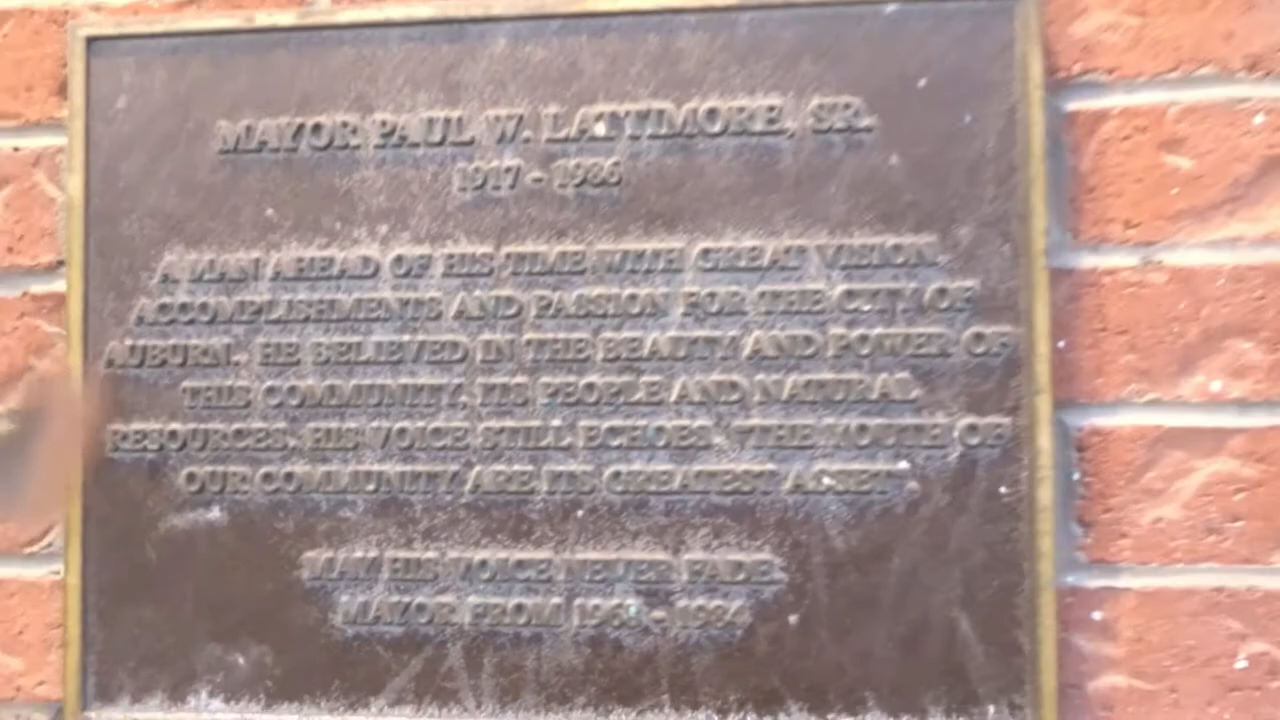 MAYOR PAUL W. LATTIMORE, SR.
1917 - 1986
A MAN AHEAD OF HIS TIME WITH GREAT VISION,
ACCOMPLISHMENTS AND PASSION FOR THE CITY OF
AUBURN. HE BELIEVED IN THE BEAUTY AND POWER OF
THIS COMMUNITY, ITS PEOPLE AND NATURAL
RESOURCES. HIS VOICE STILL ECHOES "THE YOUTH OF
OUR COMMUNITY ARE ITS GREATEST ASSET"
MAY HIS VOICE NEVER FADE.
MAYOR FROM 1968 - 1984